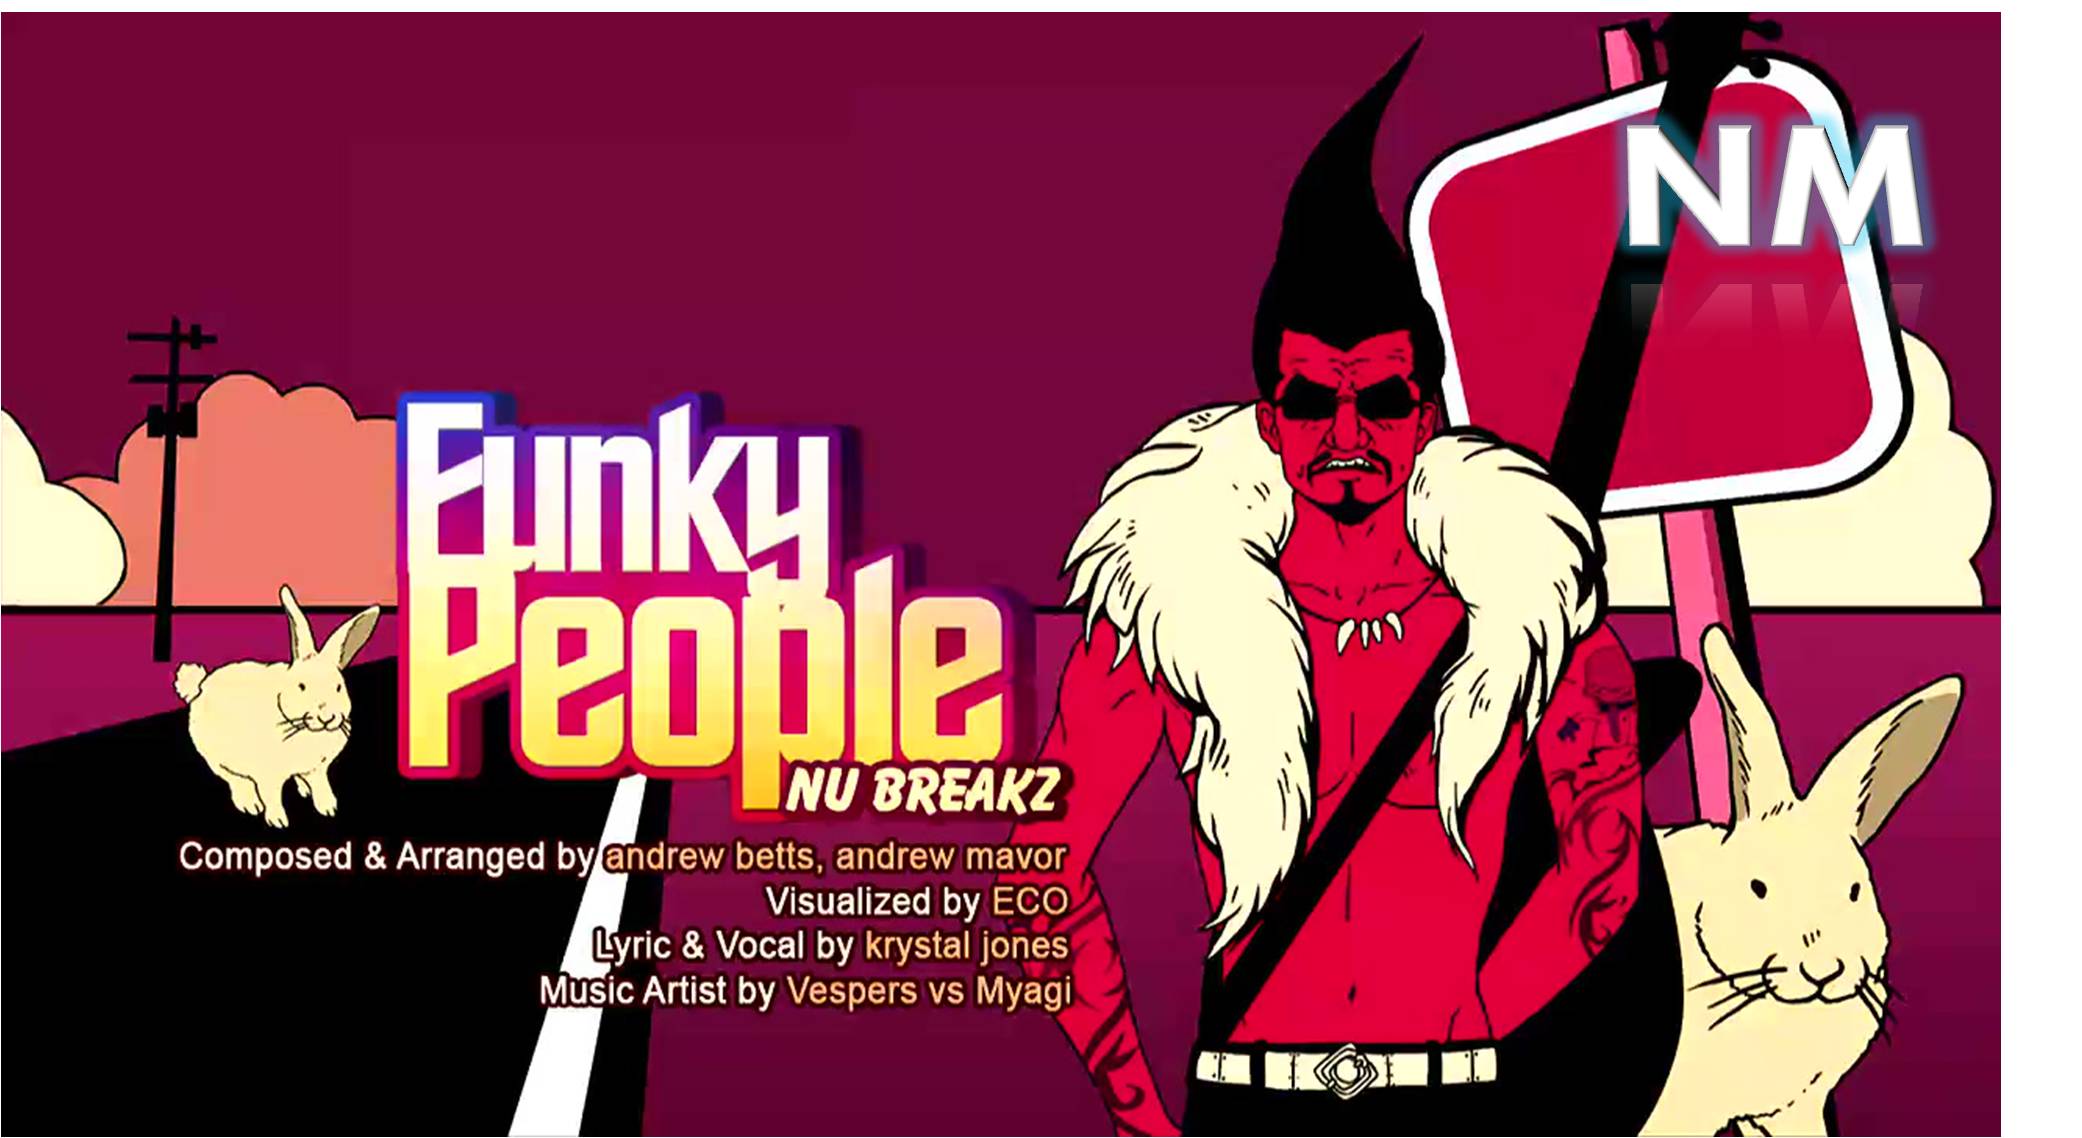 NM
Funky
People
NU BREAKZ
Composed & Arranged by andrew betts, andrew mavor
Visualized by ECO
Lyric & Vocal by krystal jones
Music Artist by Vespers vs Myagi